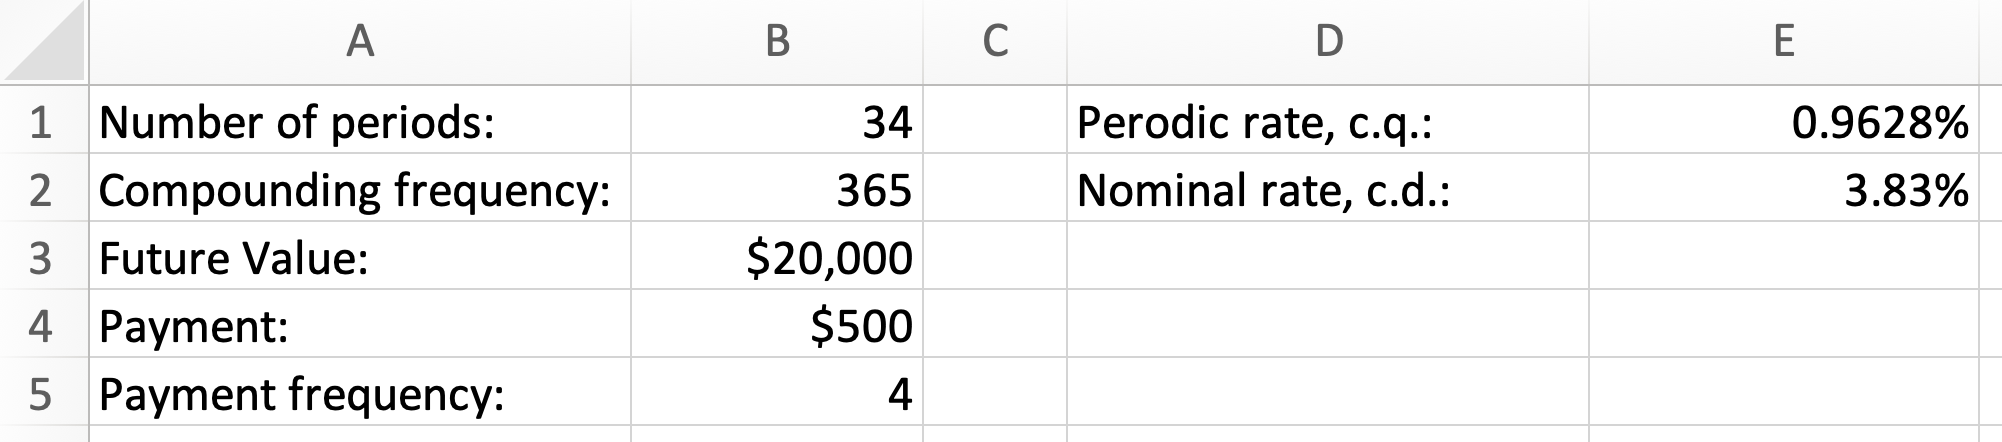 A B C D E
1 Number of periods: 34 Perodic rate, c.q.: 0.9628%
2 Compounding frequency: 365 Nominal rate, c.d.: 3.83%
3 Future Value: $20,000
4 Payment: $500
5 Payment frequency: 4